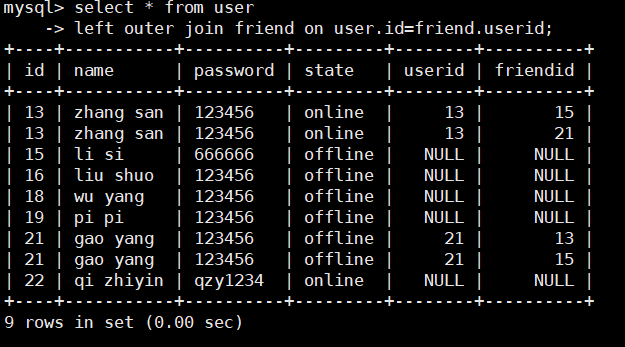 mysql> select * from user
    -> left outer join friend on user.id=friend.userid;
+----+-----------+----------+---------+--------+----------+
| id | name      | password | state   | userid | friendid |
+----+-----------+----------+---------+--------+----------+
| 13 | zhang san | 123456   | online  |     13 |       15 |
| 13 | zhang san | 123456   | online  |     13 |       21 |
| 15 | li si     | 666666   | offline |   NULL |     NULL |
| 16 | liu shuo  | 123456   | offline |   NULL |     NULL |
| 18 | wu yang   | 123456   | offline |   NULL |     NULL |
| 19 | pi pi     | 123456   | offline |   NULL |     NULL |
| 21 | gao yang  | 123456   | offline |     21 |       13 |
| 21 | gao yang  | 123456   | offline |     21 |       15 |
| 22 | qi zhiyin | qzy1234  | online  |   NULL |     NULL |
+----+-----------+----------+---------+--------+----------+
9 rows in set (0.00 sec)